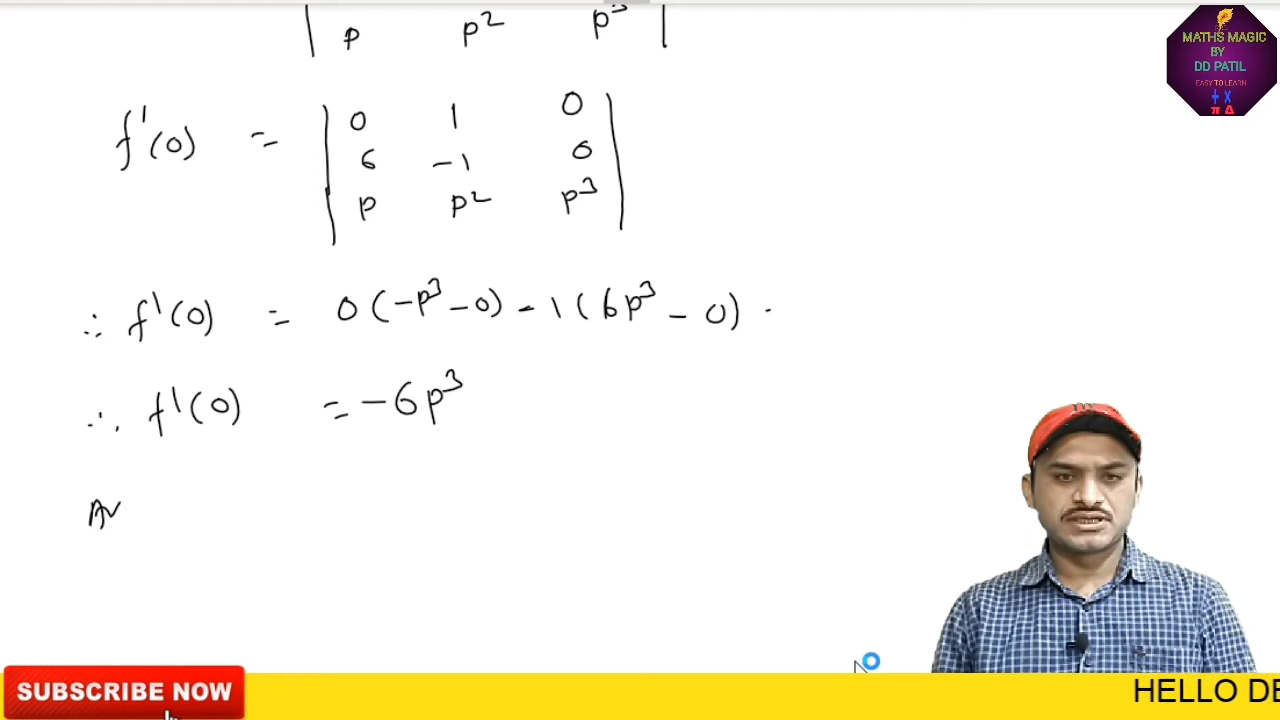 | p p² p³ |
f'(0) = | 0 1 0 |
| 6 -1 0 |
| p p² p³ |
∴ f'(0) = 0(-p³ - 0) - 1(6p³ - 0) ·
∴ f'(0) = -6p³
MATHS MAGIC
BY
DD PATIL
EASY TO LEARN
+ X
π Δ
SUBSCRIBE NOW
HELLO DE